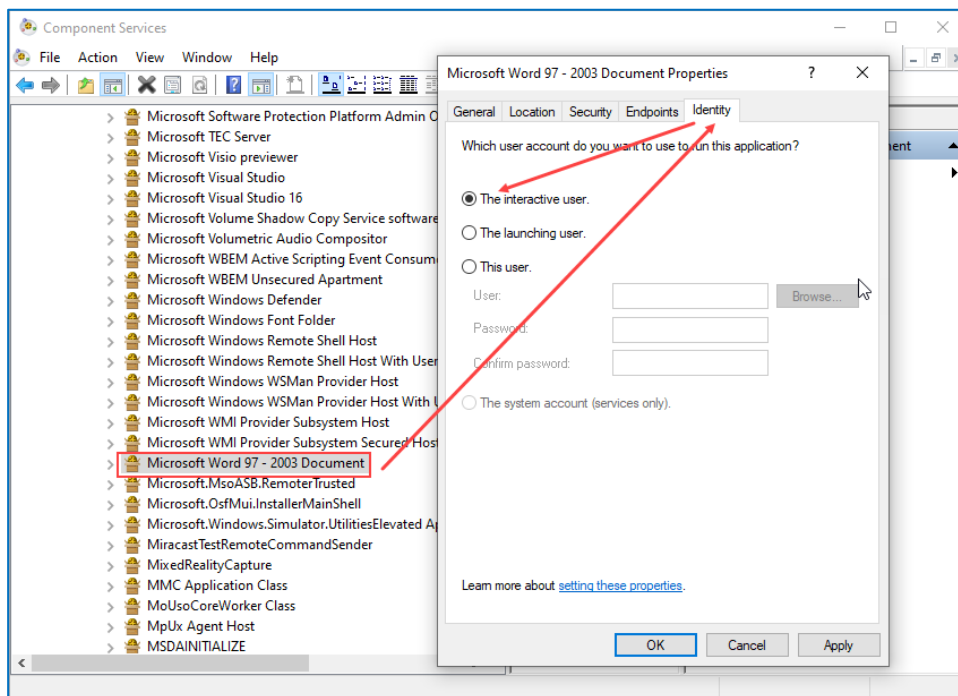 Component Services
File Action View Window Help
Microsoft Software Protection Platform Admin O
Microsoft TEC Server
Microsoft Visio previewer
Microsoft Visual Studio
Microsoft Visual Studio 16
Microsoft Volume Shadow Copy Service software
Microsoft Volumetric Audio Compositor
Microsoft WBEM Active Scripting Event Consum
Microsoft WBEM Unsecured Apartment
Microsoft Windows Defender
Microsoft Windows Font Folder
Microsoft Windows Remote Shell Host
Microsoft Windows Remote Shell Host With User
Microsoft Windows WSMan Provider Host
Microsoft Windows WSMan Provider Host With U
Microsoft WMI Provider Subsystem Host
Microsoft WMI Provider Subsystem Secured Host
Microsoft Word 97 - 2003 Document
Microsoft.MsoASB.RemoterTrusted
Microsoft.OsfMui.InstallerMainShell
Microsoft.Windows.Simulator.UtilitiesElevated Ap
MiracastTestRemoteCommandSender
MixedRealityCapture
MMC Application Class
MoUsoCoreWorker Class
MpUx Agent Host
MSDAINITIALIZE
Microsoft Word 97 - 2003 Document Properties
General Location Security Endpoints Identity
Which user account do you want to use to run this application?
The interactive user.
The launching user.
This user.
User:
Browse...
Password:
Confirm password:
The system account (services only).
Learn more about setting these properties.
OK Cancel Apply
ent